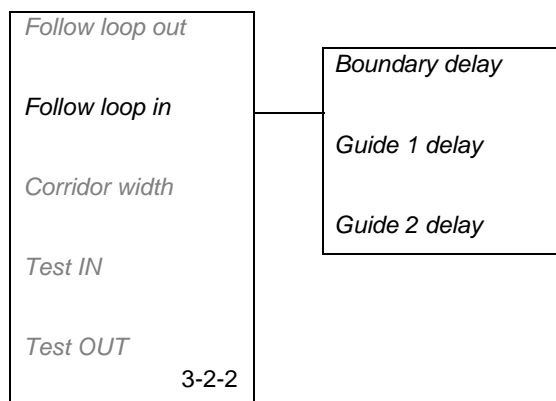 Follow loop out
Follow loop in
Corridor width
Test IN
Test OUT
3-2-2
Boundary delay
Guide 1 delay
Guide 2 delay